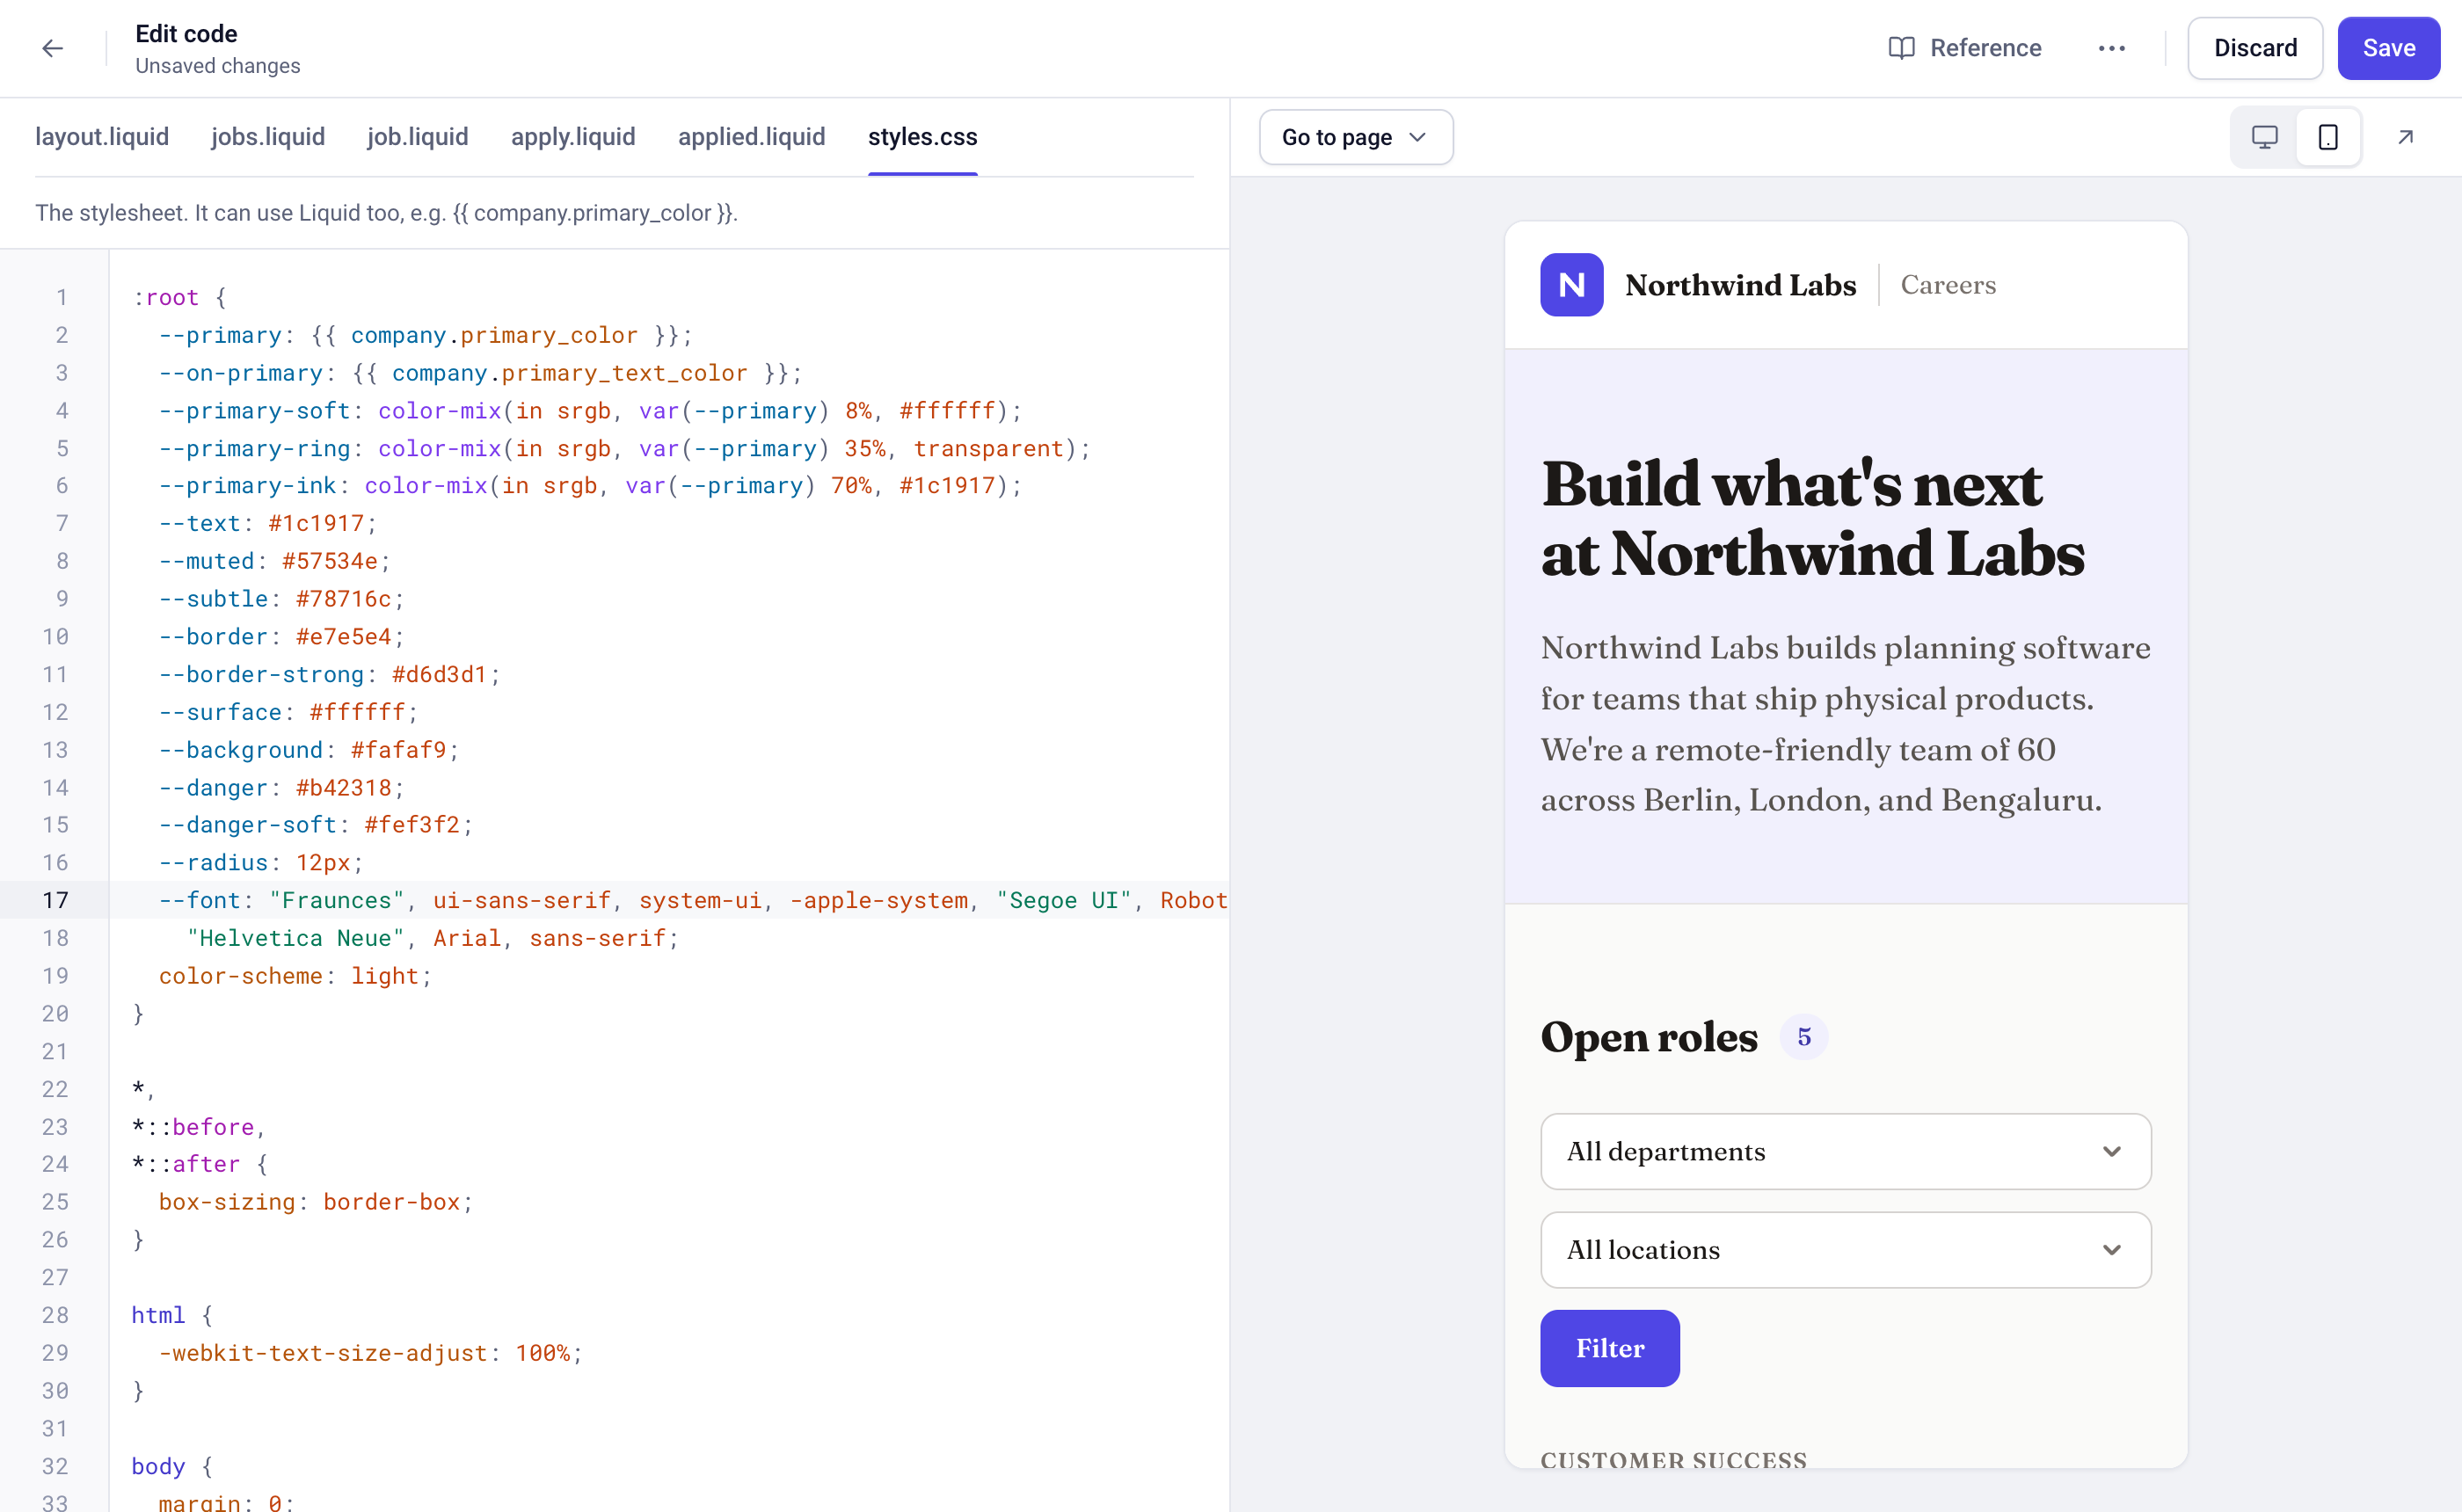 Edit code
Unsaved changes
Reference
Discard
Save
layout.liquid
jobs.liquid
job.liquid
apply.liquid
applied.liquid
styles.css
The stylesheet. It can use Liquid too, e.g. {{ company.primary_color }}.
1 :root {
2 --primary: {{ company.primary_color }};
3 --on-primary: {{ company.primary_text_color }};
4 --primary-soft: color-mix(in srgb, var(--primary) 8%, #ffffff);
5 --primary-ring: color-mix(in srgb, var(--primary) 35%, transparent);
6 --primary-ink: color-mix(in srgb, var(--primary) 70%, #1c1917);
7 --text: #1c1917;
8 --muted: #57534e;
9 --subtle: #78716c;
10 --border: #e7e5e4;
11 --border-strong: #d6d3d1;
12 --surface: #ffffff;
13 --background: #fafaf9;
14 --danger: #b42318;
15 --danger-soft: #fef3f2;
16 --radius: 12px;
17 --font: "Fraunces", ui-sans-serif, system-ui, -apple-system, "Segoe UI", Robot
18 "Helvetica Neue", Arial, sans-serif;
19 color-scheme: light;
20 }
21
22 *,
23 *::before,
24 *::after {
25 box-sizing: border-box;
26 }
27
28 html {
29 -webkit-text-size-adjust: 100%;
30 }
31
32 body {
33 margin: 0;
Go to page
N
Northwind Labs
Careers
Build what's next
at Northwind Labs
Northwind Labs builds planning software
for teams that ship physical products.
We're a remote-friendly team of 60
across Berlin, London, and Bengaluru.
Open roles
5
All departments
All locations
Filter
CUSTOMER SUCCESS